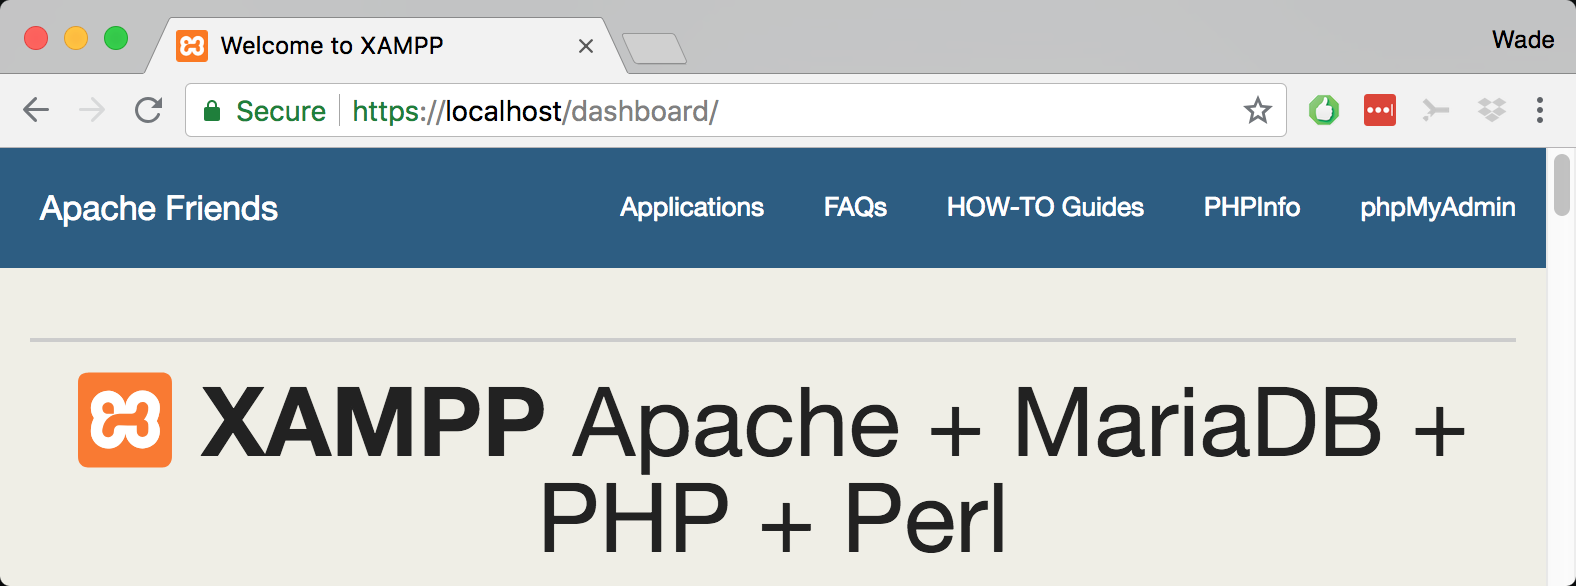 Welcome to XAMPP
Wade
Secure https://localhost/dashboard/
Apache Friends Applications FAQs HOW-TO Guides PHPInfo phpMyAdmin
XAMPP Apache + MariaDB +
PHP + Perl